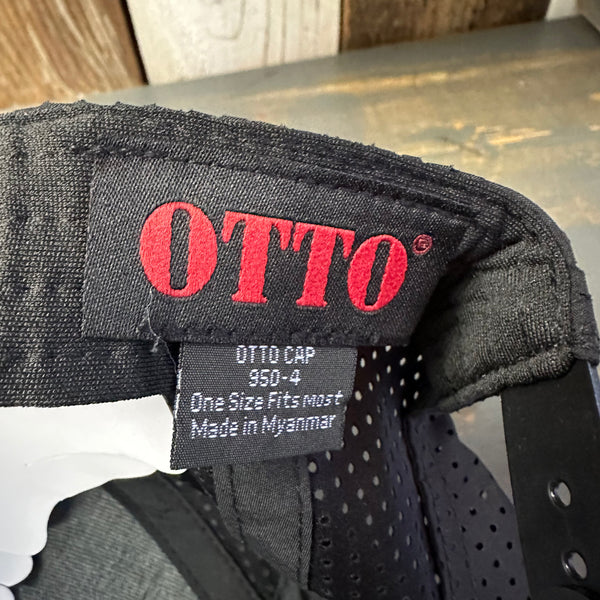 OTTO®
OTTO CAP
950-4
One Size Fits Most
Made in Myanmar